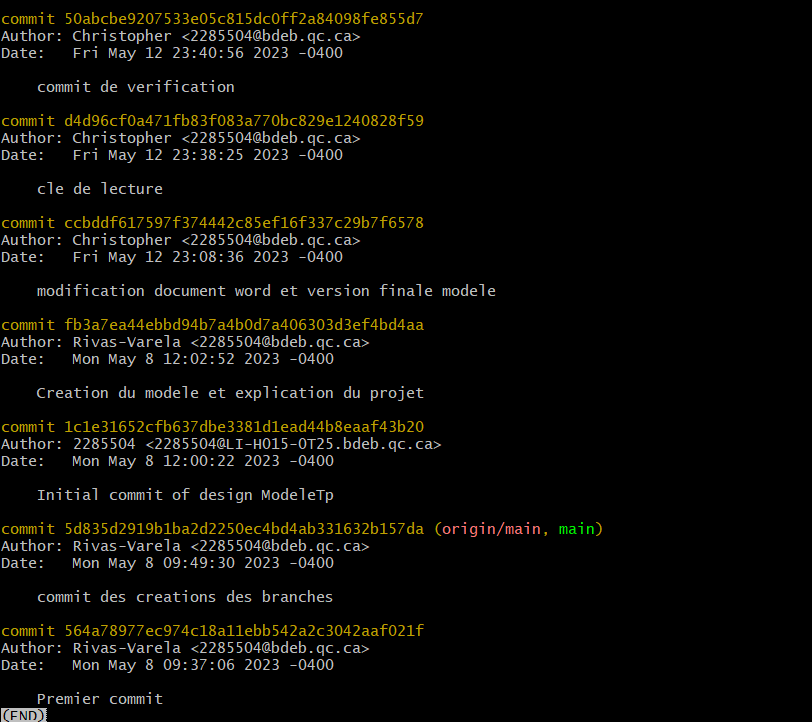 commit 50abcbe9207533e05c815dc0ff2a84098fe855d7
Author: Christopher <2285504@bdeb.qc.ca>
Date:   Fri May 12 23:40:56 2023 -0400
commit de verification
commit d4d96cf0a471fb83f083a770bc829e1240828f59
Author: Christopher <2285504@bdeb.qc.ca>
Date:   Fri May 12 23:38:25 2023 -0400
cle de lecture
commit ccbddf617597f374442c85ef16f337c29b7f6578
Author: Christopher <2285504@bdeb.qc.ca>
Date:   Fri May 12 23:08:36 2023 -0400
modification document word et version finale modele
commit fb3a7ea44ebbd94b7a4b0d7a406303d3ef4bd4aa
Author: Rivas-Varela <2285504@bdeb.qc.ca>
Date:   Mon May 8 12:02:52 2023 -0400
Creation du modele et explication du projet
commit 1c1e31652cfb637dbe3381d1ead44b8eaaf43b20
Author: 2285504 <2285504@LI-H015-OT25.bdeb.qc.ca>
Date:   Mon May 8 12:00:22 2023 -0400
Initial commit of design ModeleTp
commit 5d835d2919b1ba2d2250ec4bd4ab331632b157da (origin/main, main)
Author: Rivas-Varela <2285504@bdeb.qc.ca>
Date:   Mon May 8 09:49:30 2023 -0400
commit des creations des branches
commit 564a78977ec974c18a11ebb542a2c3042aaf021f
Author: Rivas-Varela <2285504@bdeb.qc.ca>
Date:   Mon May 8 09:37:06 2023 -0400
Premier commit
(END)